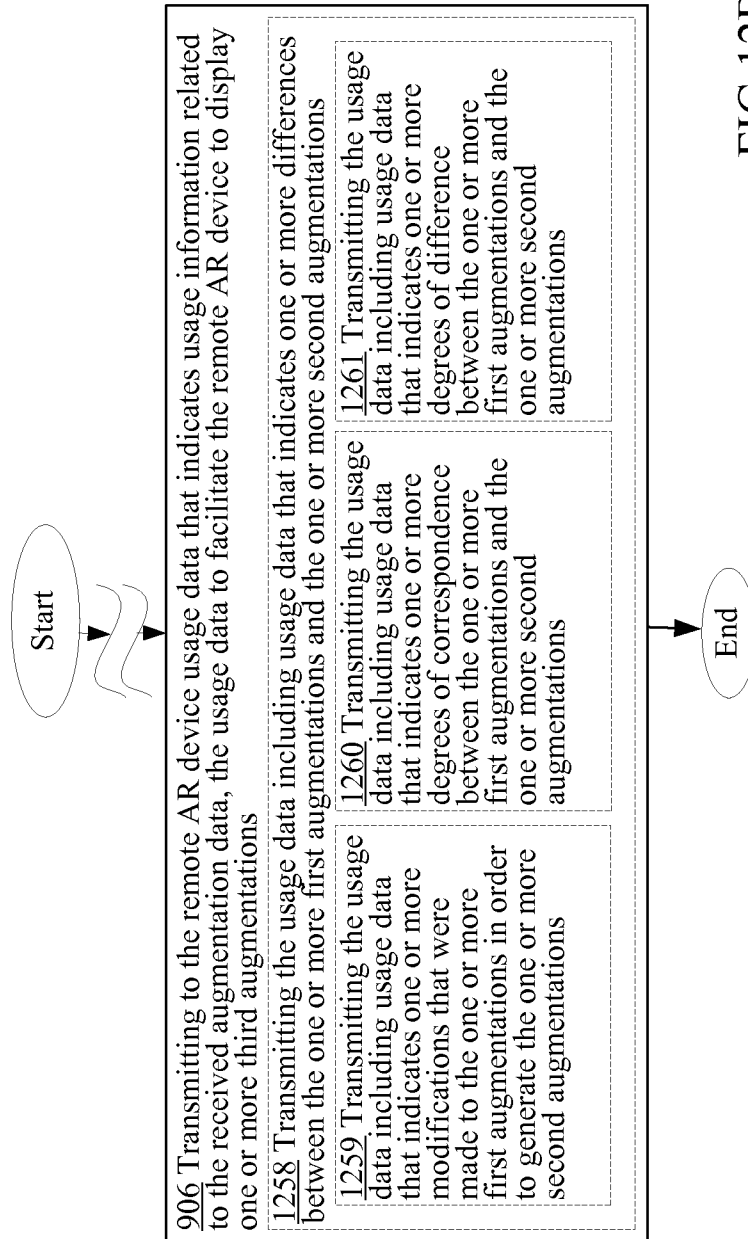 Start
906 Transmitting to the remote AR device usage data that indicates usage information related
to the received augmentation data, the usage data to facilitate the remote AR device to display
one or more third augmentations
1258 Transmitting the usage data including usage data that indicates one or more differences
between the one or more first augmentations and the one or more second augmentations
1259 Transmitting the usage
data including usage data
that indicates one or more
modifications that were
made to the one or more
first augmentations in order
to generate the one or more
second augmentations
1260 Transmitting the usage
data including usage data
that indicates one or more
degrees of correspondence
between the one or more
first augmentations and the
one or more second
augmentations
1261 Transmitting the usage
data including usage data
that indicates one or more
degrees of difference
between the one or more
first augmentations and the
one or more second
augmentations
End
FIG